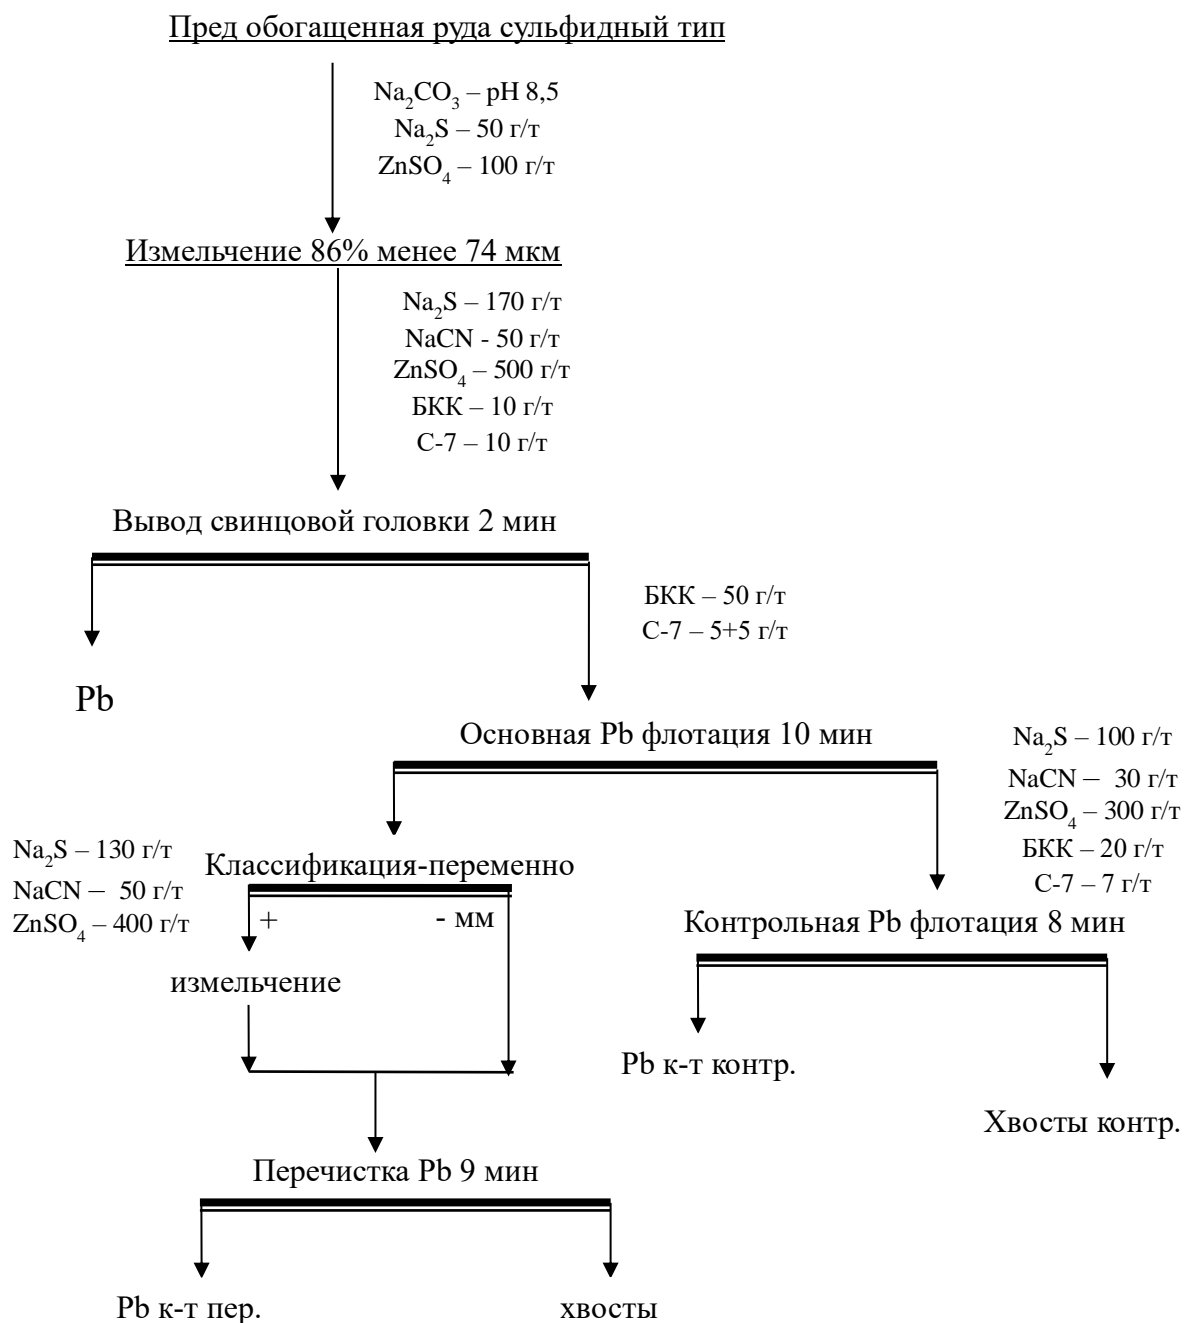 Пред обогащенная руда сульфидный тип
Na₂CO₃ – pH 8,5
Na₂S – 50 г/т
ZnSO₄ – 100 г/т
Измельчение 86% менее 74 мкм
Na₂S – 170 г/т
NaCN - 50 г/т
ZnSO₄ – 500 г/т
БКК – 10 г/т
С-7 – 10 г/т
Вывод свинцовой головки 2 мин
БКК – 50 г/т
С-7 – 5+5 г/т
Pb
Основная Pb флотация 10 мин
Na₂S – 100 г/т
NaCN – 30 г/т
ZnSO₄ – 300 г/т
БКК – 20 г/т
С-7 – 7 г/т
Na₂S – 130 г/т
NaCN – 50 г/т
ZnSO₄ – 400 г/т
Классификация-переменно
+ - мм
Контрольная Pb флотация 8 мин
измельчение
Pb к-т контр.
Хвосты контр.
Перечистка Pb 9 мин
Pb к-т пер.
хвосты